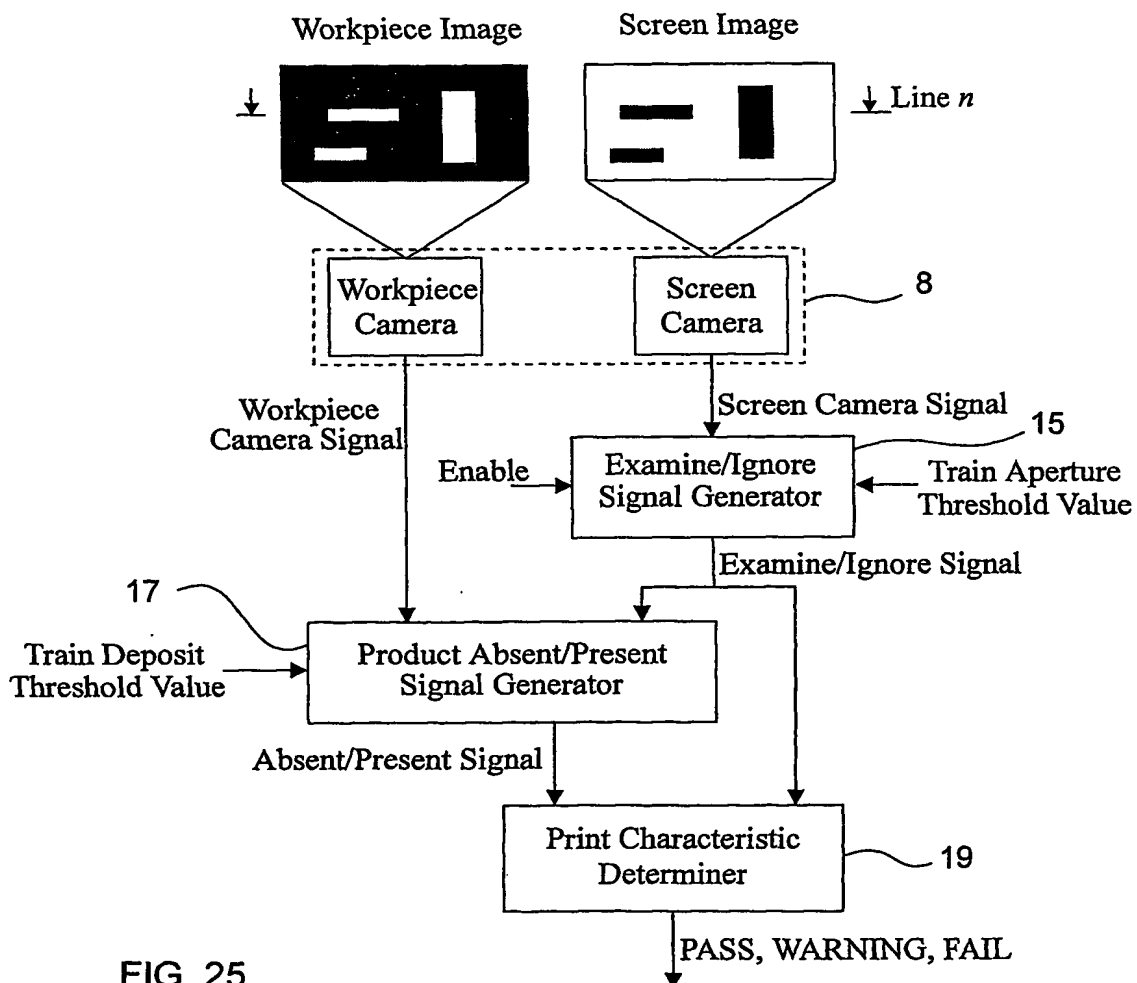 Workpiece Image
Screen Image
Line n
Workpiece
Camera
Screen
Camera
8
Workpiece
Camera Signal
Screen Camera Signal
15
Enable
Examine/Ignore
Signal Generator
Train Aperture
Threshold Value
Examine/Ignore Signal
17
Train Deposit
Threshold Value
Product Absent/Present
Signal Generator
Absent/Present Signal
Print Characteristic
Determiner
19
PASS, WARNING, FAIL
FIG. 25